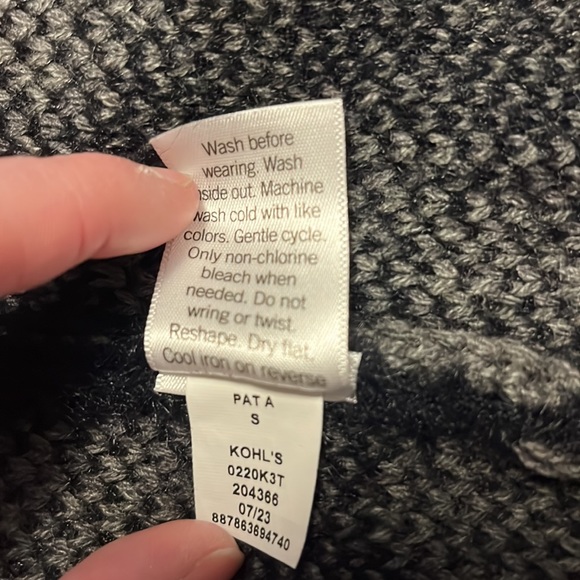 Wash before
wearing. Wash
inside out. Machine
wash cold with like
colors. Gentle cycle.
Only non-chlorine
bleach when
needed. Do not
wring or twist.
Reshape. Dry flat.
Cool iron on reverse
PAT A
S
KOHL'S
0220K3T
204366
07/23
887863694740